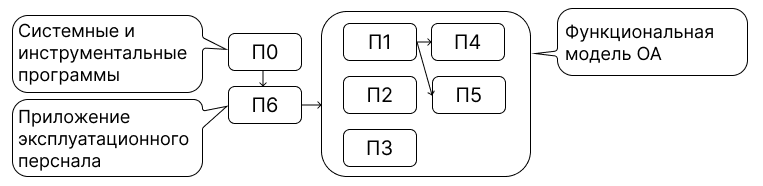 Системные и
инструментальные
программы
П0
Приложение
эксплуатационного
перснала
П6
П1
П4
П2
П5
П3
Функциональная
модель ОА